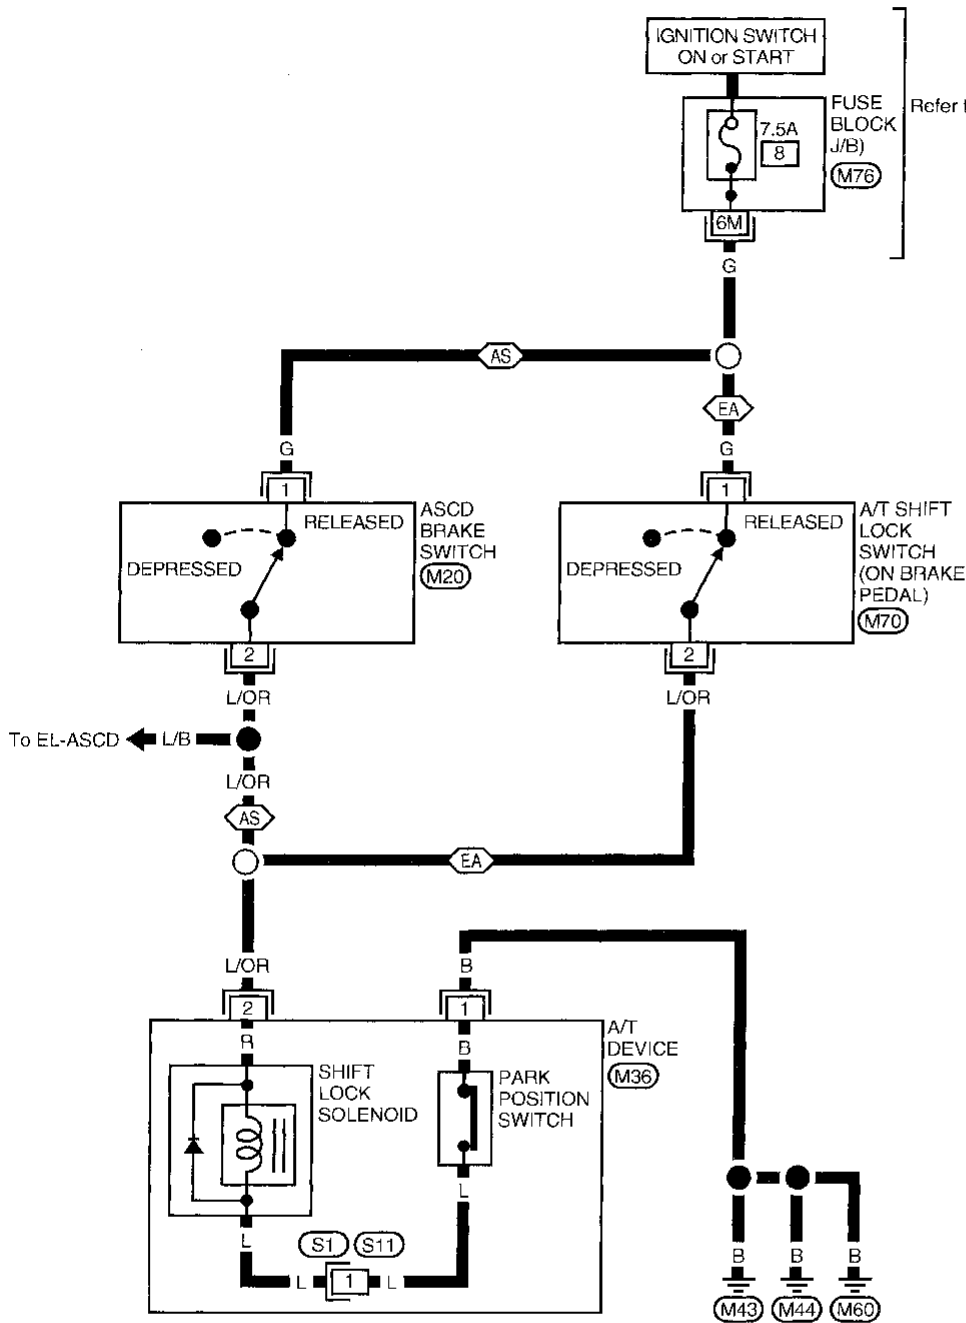 IGNITION SWITCH
ON or START
FUSE
BLOCK
J/B)
M76
Refer
7.5A
8
6M
G
AS
EA
G
G
1
1
RELEASED
DEPRESSED
ASCD
BRAKE
SWITCH
M20
RELEASED
DEPRESSED
A/T SHIFT
LOCK
SWITCH
(ON BRAKE
PEDAL)
M70
2
2
L/OR
L/OR
To EL-ASCD
L/B
L/OR
AS
EA
L/OR
B
2
1
R
B
A/T
DEVICE
M36
SHIFT
LOCK
SOLENOID
PARK
POSITION
SWITCH
L
L
S1
S11
L
1
L
B
B
B
M43
M44
M60